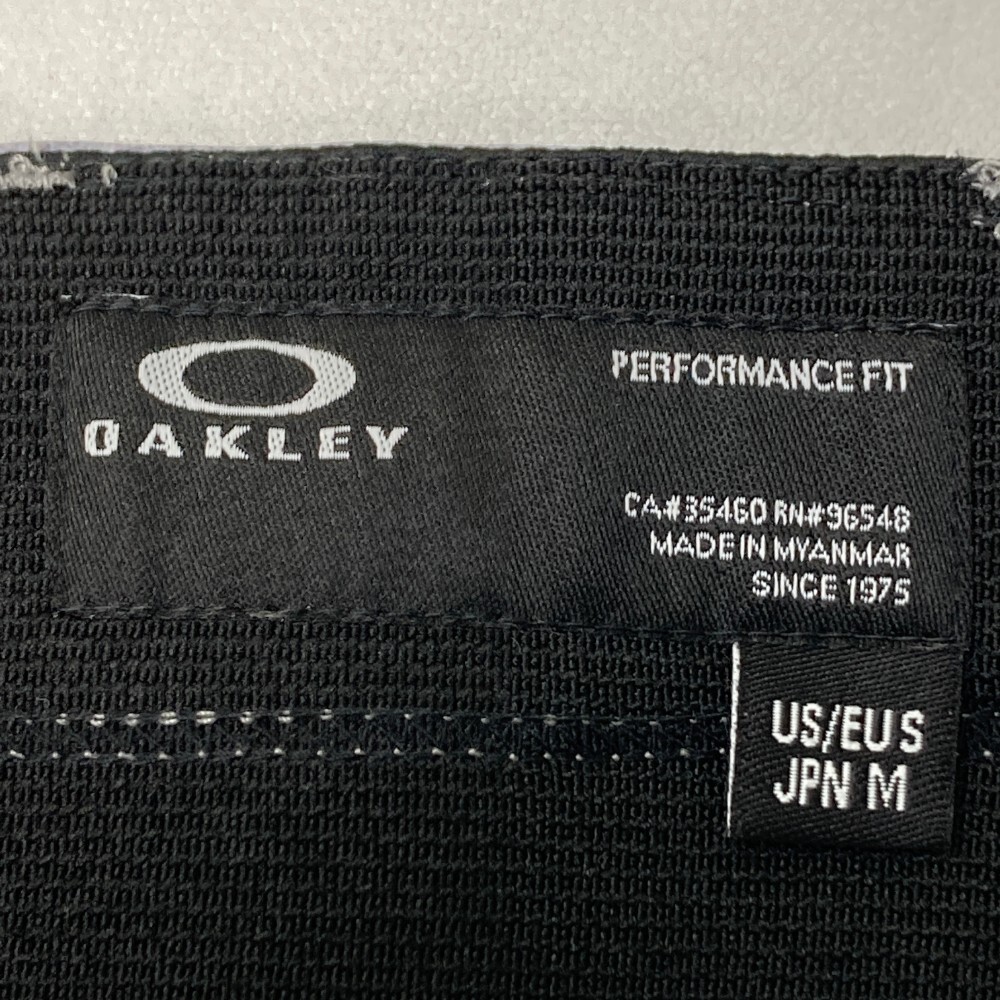 OAKLEY
PERFORMANCE FIT
CA#35460 RN#96548
MADE IN MYANMAR
SINCE 1975
US/EU S
JPN M